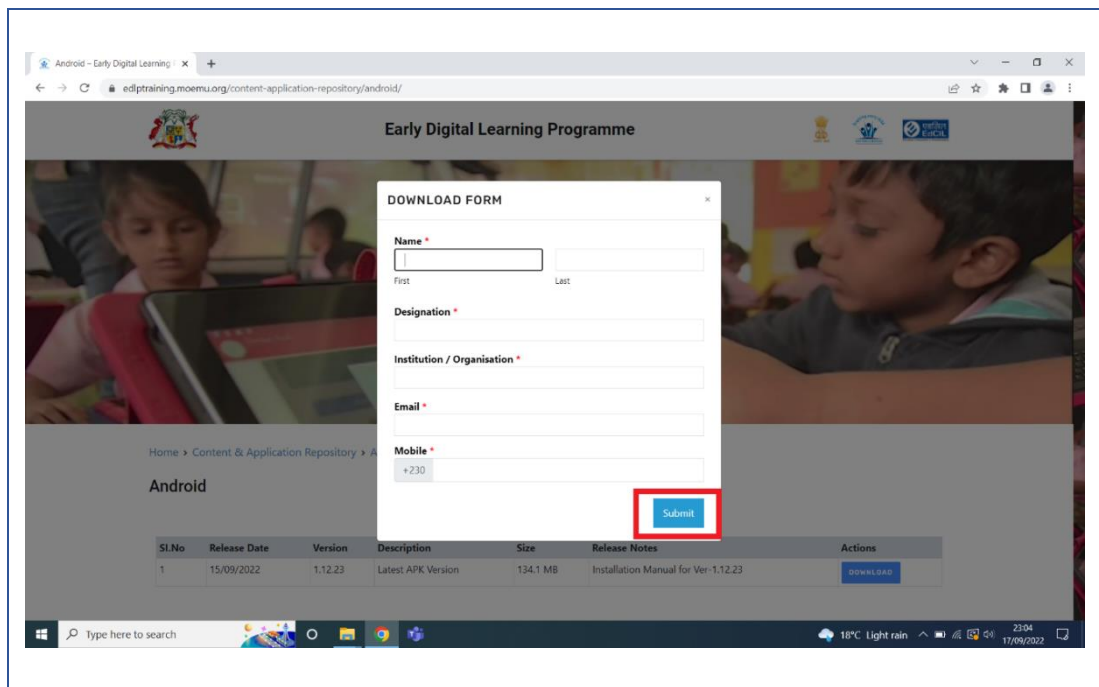 Android – Early Digital Learning
edlptraining.moemu.org/content-application-repository/android/
Early Digital Learning Programme
EdCIL
DOWNLOAD FORM
×
Name *
First Last
Designation *
Institution / Organisation *
Email *
Mobile *
+230
Submit
Home > Content & Application Repository > A
Android
Sl.No Release Date Version Description Size Release Notes Actions
1 15/09/2022 1.12.23 Latest APK Version 134.1 MB Installation Manual for Ver-1.12.23 DOWNLOAD
Type here to search
18°C Light rain
23:04
17/09/2022